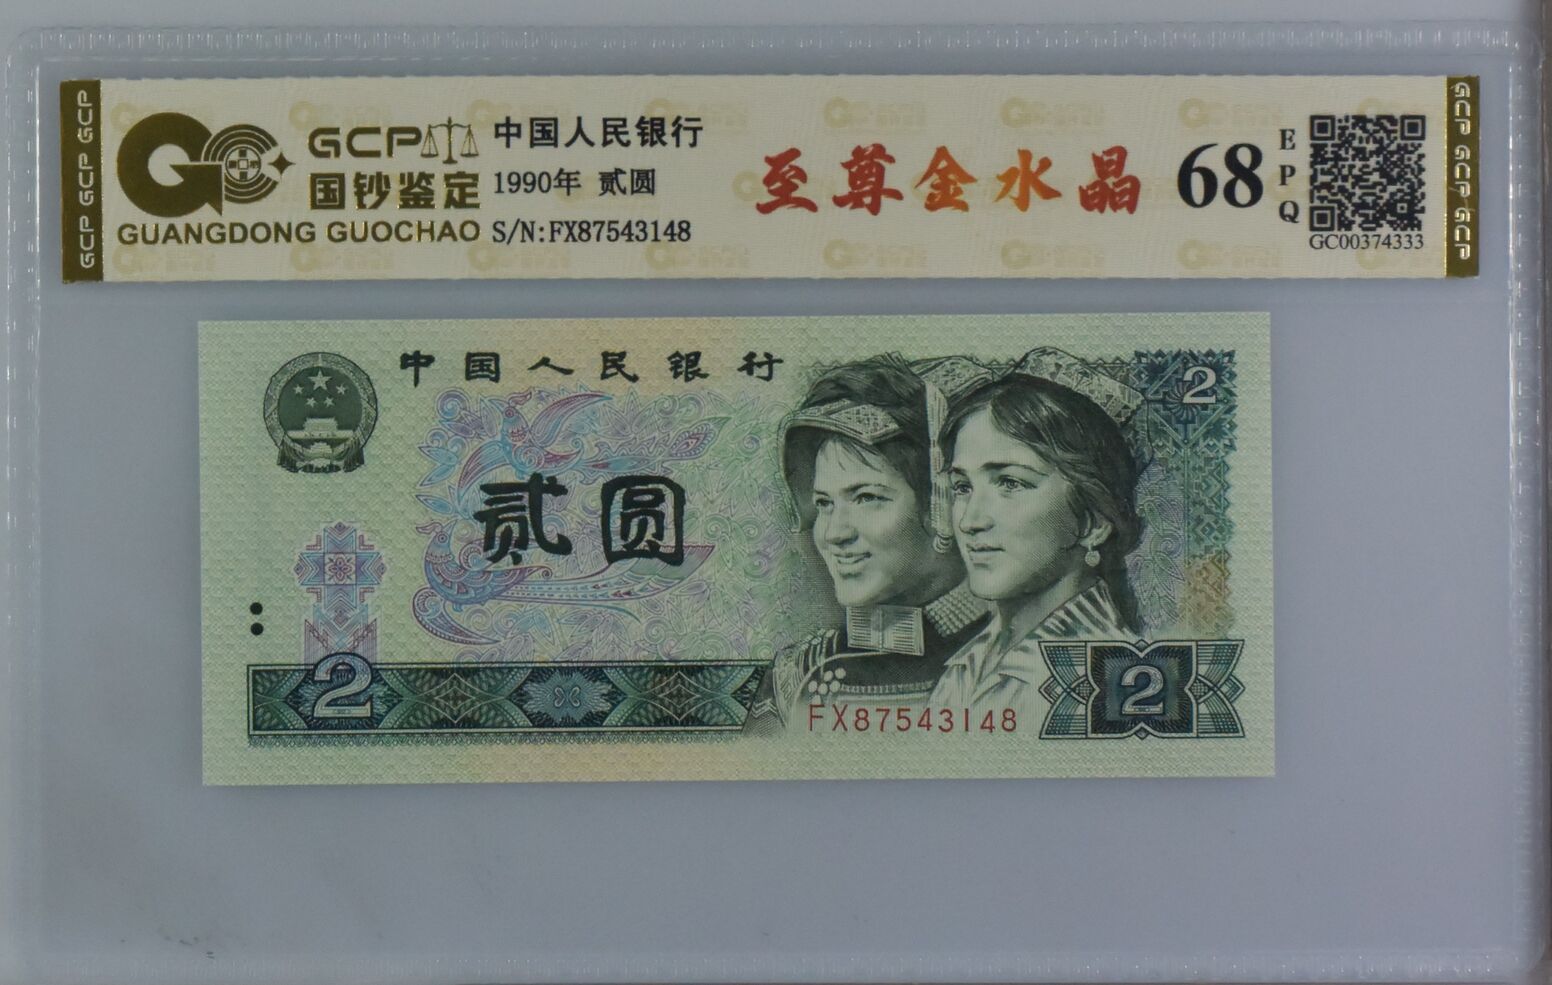 GCP GCP GCP
GCP
国钞鉴定
GUANGDONG GUOCHAO
中国人民银行
1990年 贰圆
S/N:FX87543148
至尊金水晶
68
E
P
Q
GC00374333
GCP GCP GCP
中国人民银行
2
贰圆
2
FX87543148
2